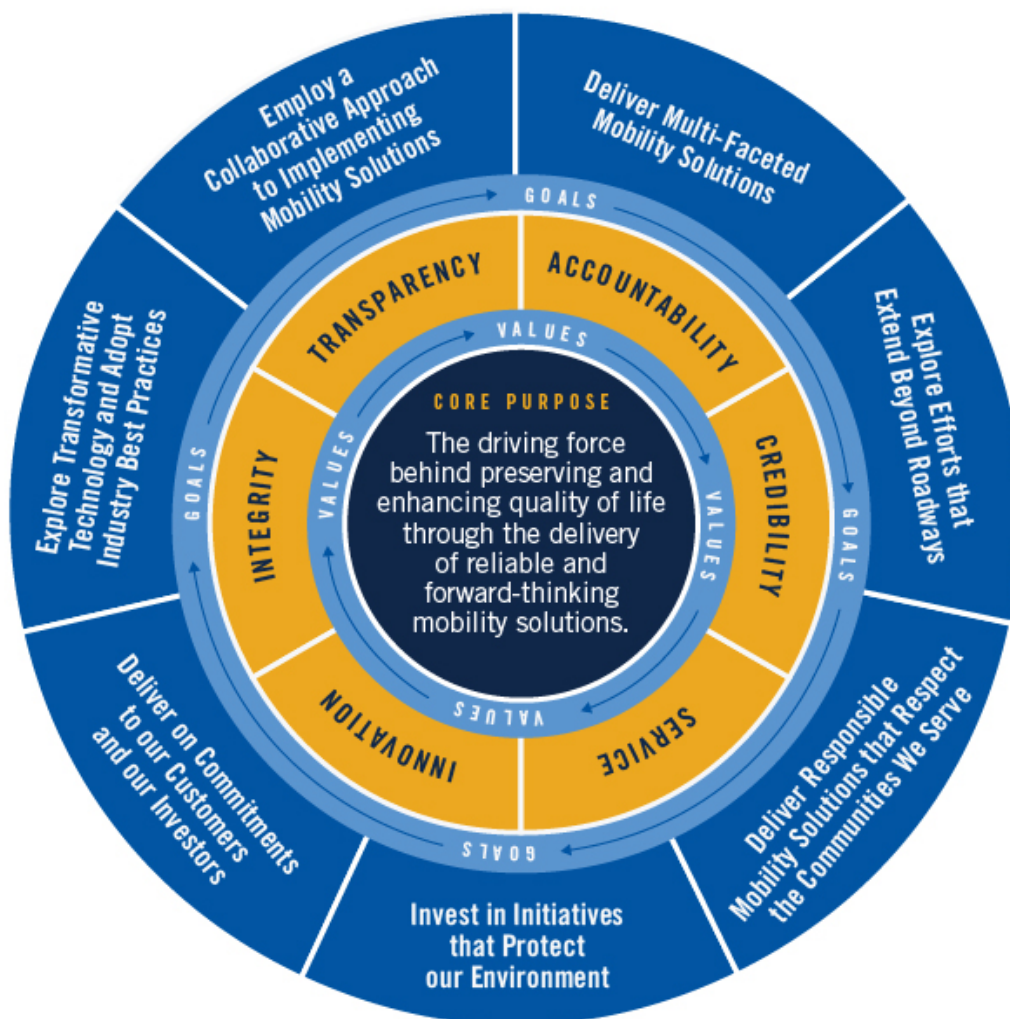 CORE PURPOSE
The driving force
behind preserving and
enhancing quality of life
through the delivery
of reliable and
forward-thinking
mobility solutions.
VALUES
VALUES
VALUES
VALUES
TRANSPARENCY
ACCOUNTABILITY
CREDIBILITY
SERVICE
INNOVATION
INTEGRITY
GOALS
GOALS
GOALS
GOALS
Employ a
Collaborative Approach
to Implementing
Mobility Solutions
Deliver Multi-Faceted
Mobility Solutions
Explore Efforts that
Extend Beyond Roadways
Deliver Responsible
Mobility Solutions that Respect
the Communities We Serve
Invest in Initiatives
that Protect
our Environment
Deliver on Commitments
to our Customers
and our Investors
Explore Transformative
Technology and Adopt
Industry Best Practices